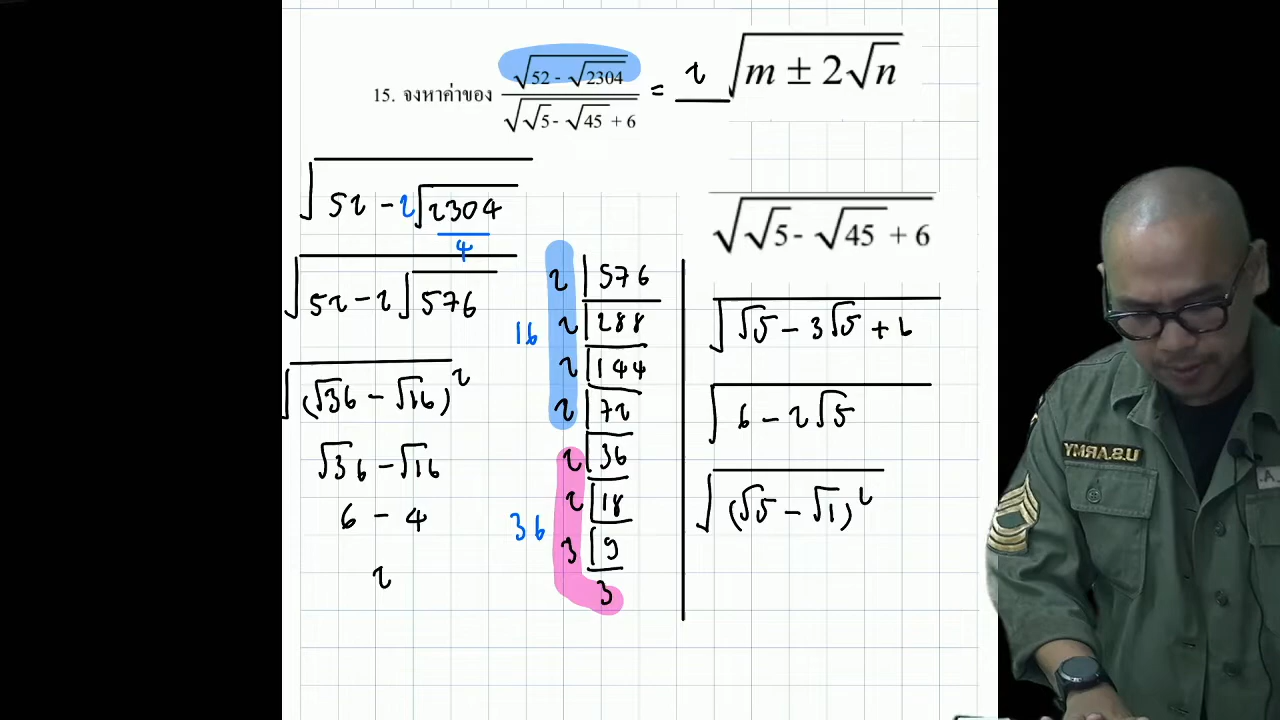 15. จงหาค่าของ √(52 - √2304) / √(√5 - √45 + 6) = 2/
√(m ± 2√n)
√(52 - 2√(2304/4))
√(52 - 2√576)
√((√36 - √16)²)
√36 - √16
6 - 4
2
16
36
2 | 576
2 | 288
2 | 144
2 | 72
2 | 36
2 | 18
3 | 9
3
√(√5 - √45 + 6)
√(√5 - 3√5 + 6)
√(6 - 2√5)
√((√5 - √1)²)
U.S. ARMY